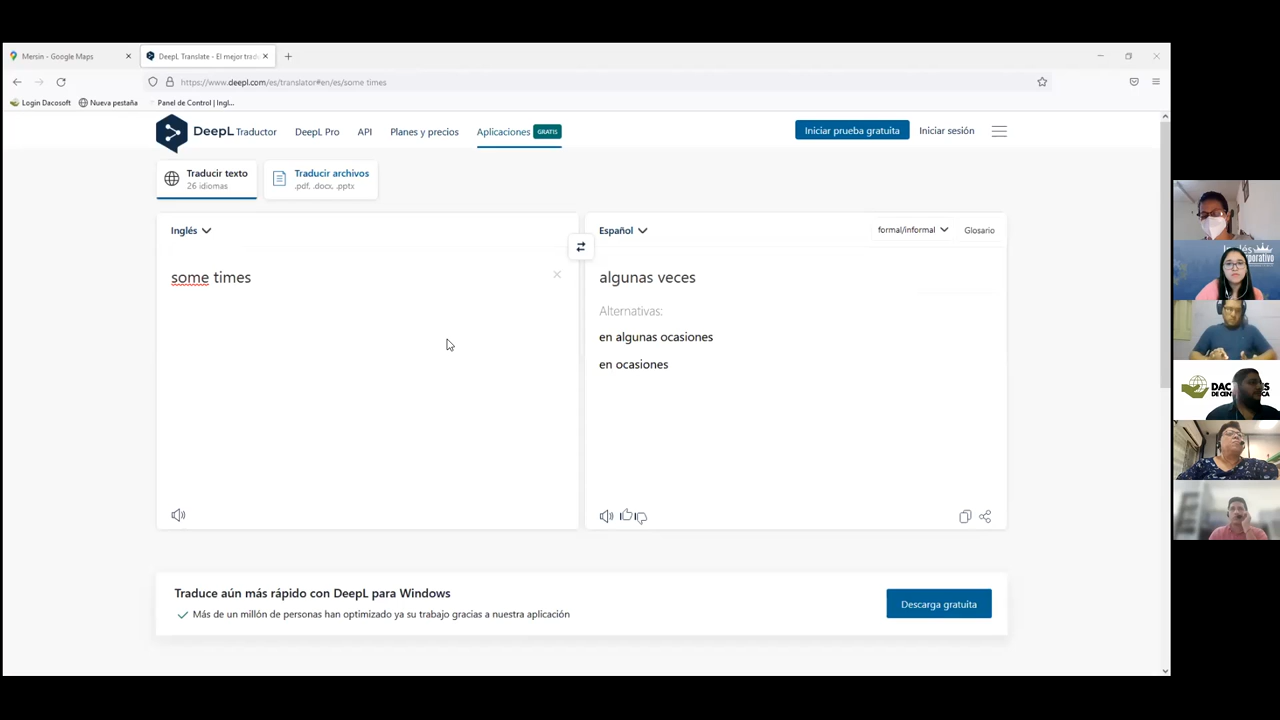 Mersin - Google Maps
DeepL Translate - El mejor trad
https://www.deepl.com/es/translator#en/es/some times
Login Dacosoft
Nueva pestaña
Panel de Control | Ingl...
DeepL Traductor
DeepL Pro
API
Planes y precios
Aplicaciones GRATIS
Iniciar prueba gratuita
Iniciar sesión
Traducir texto
26 idiomas
Traducir archivos
.pdf, .docx, .pptx
Inglés
Español
formal/informal
Glosario
some times
algunas veces
Alternativas:
en algunas ocasiones
en ocasiones
Traduce aún más rápido con DeepL para Windows
Más de un millón de personas han optimizado ya su trabajo gracias a nuestra aplicación
Descarga gratuita